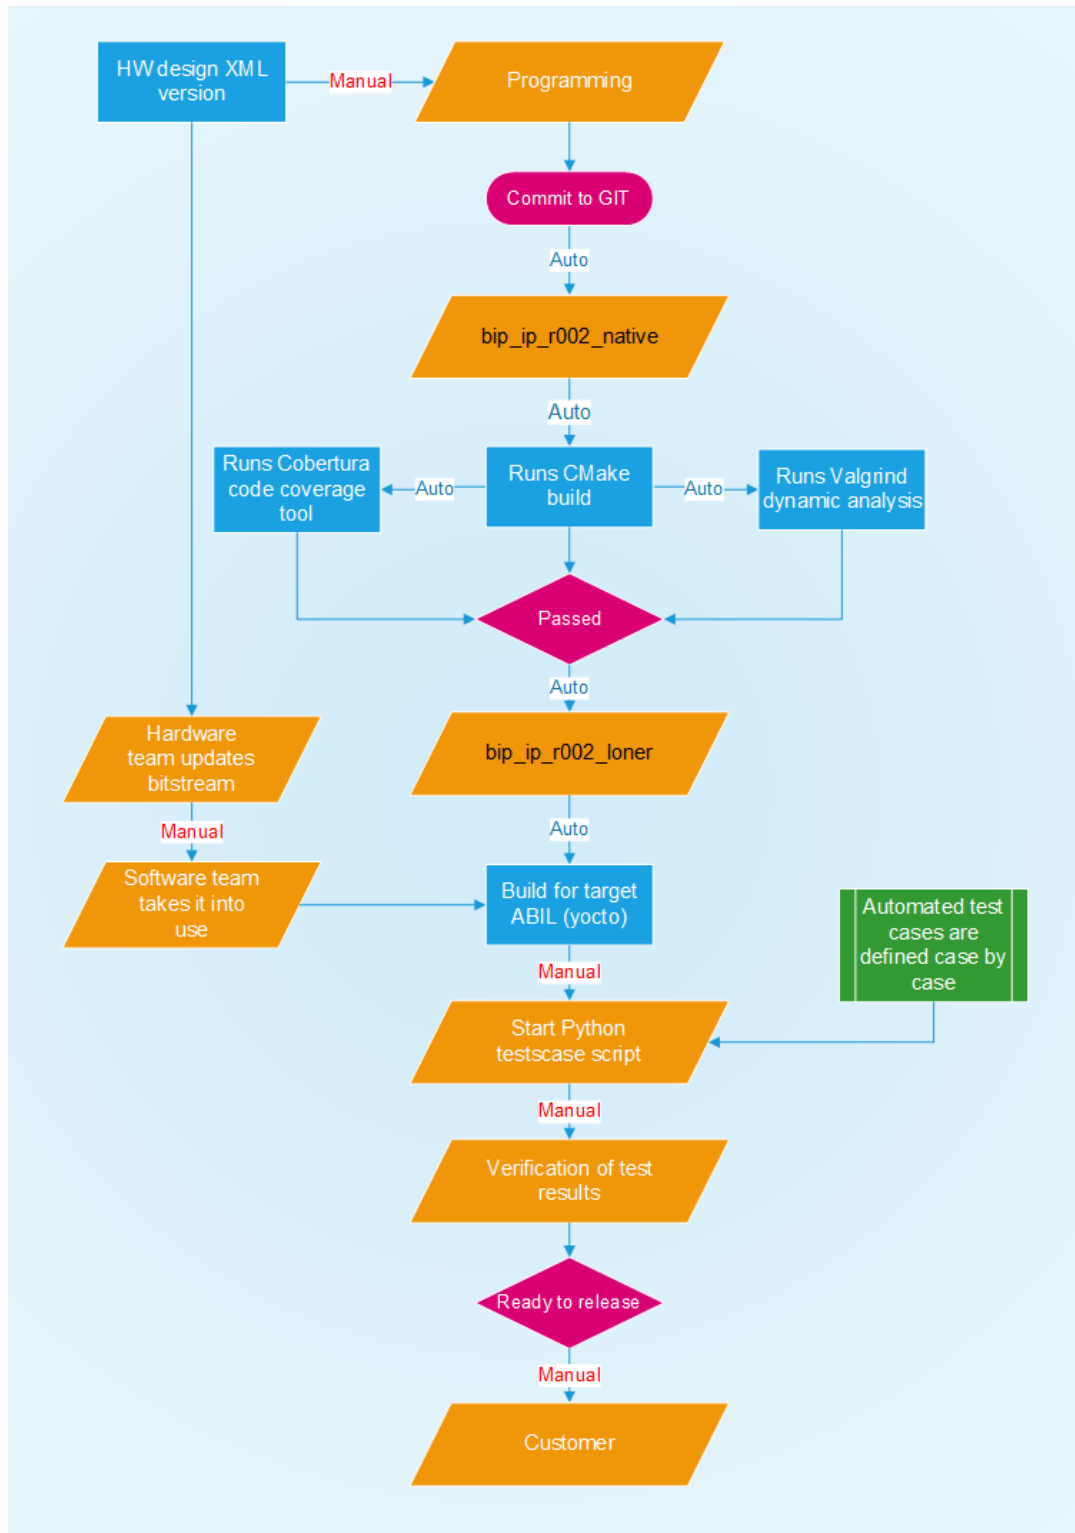 HW design XML
version
Manual
Programming
Commit to GIT
Auto
bip_ip_r002_native
Auto
Runs Cobertura
code coverage
tool
Auto
Runs CMake
build
Auto
Runs Valgrind
dynamic analysis
Passed
Auto
bip_ip_r002_loner
Hardware
team updates
bitstream
Manual
Auto
Software team
takes it into
use
Build for target
ABIL (yocto)
Automated test
cases are
defined case by
case
Manual
Start Python
testscase script
Manual
Verification of test
results
Ready to release
Manual
Customer